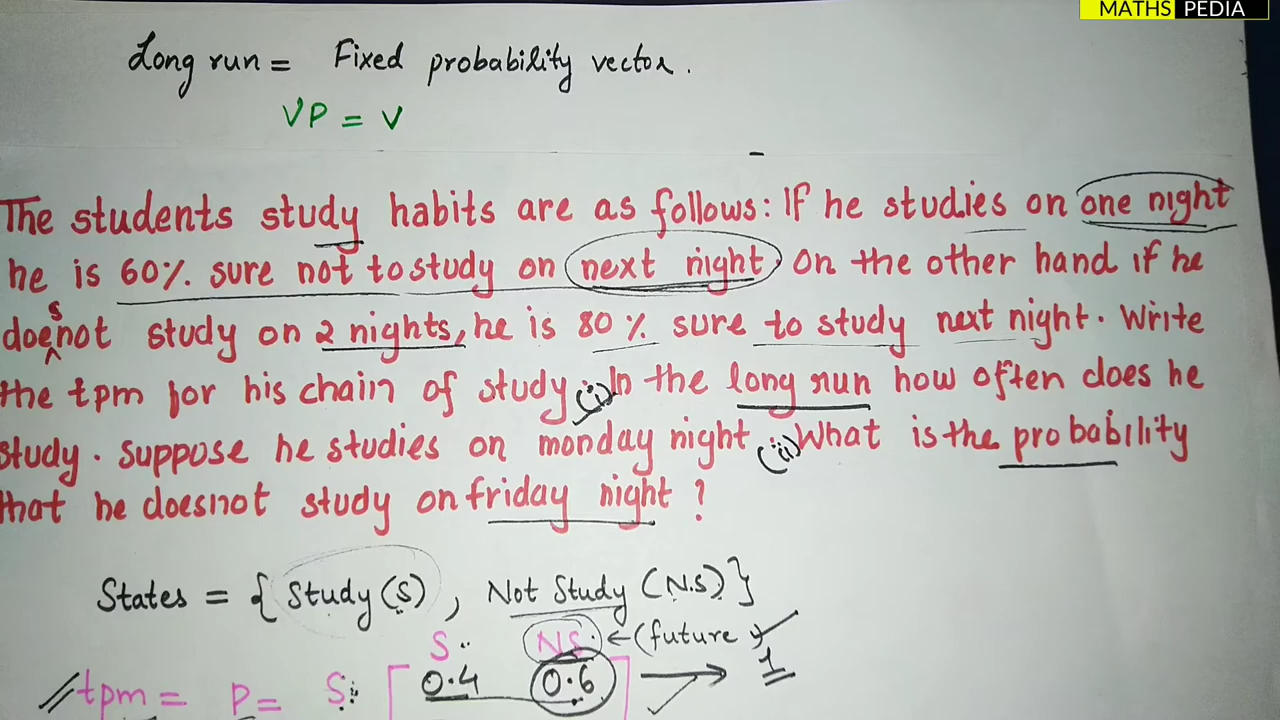 MATHS PEDIA
Long run = Fixed probability vector.
VP = V
The students study habits are as follows: If he studies on one night
he is 60% sure not to study on next night. On the other hand if he
doesnot study on 2 nights, he is 80% sure to study next night. Write
the tpm for his chain of study. (i) In the long run how often does he
study. Suppose he studies on monday night. (ii) What is the probability
that he doesnot study on friday night ?
States = { Study (S) , Not Study (N.S) }
S NS ← (future)
tpm = P = S [ 0.4 0.6 ] → 1